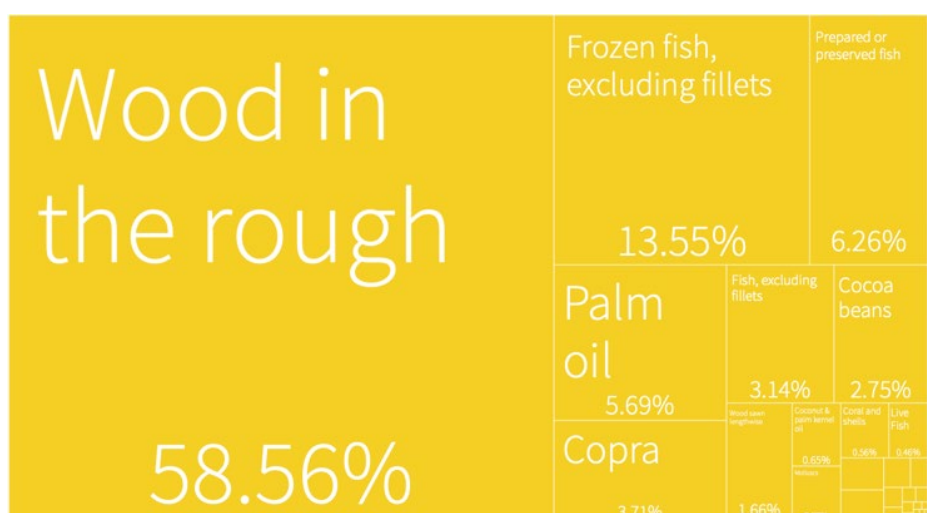 Wood in
the rough
58.56%
Frozen fish,
excluding fillets
13.55%
Prepared or
preserved fish
6.26%
Palm
oil
5.69%
Fish, excluding
fillets
3.14%
Cocoa
beans
2.75%
Copra
3.71%
Wood sawn
lengthwise
1.66%
Coconut &
palm kernel
oil
0.65%
Coral and
shells
0.56%
Live
Fish
0.46%